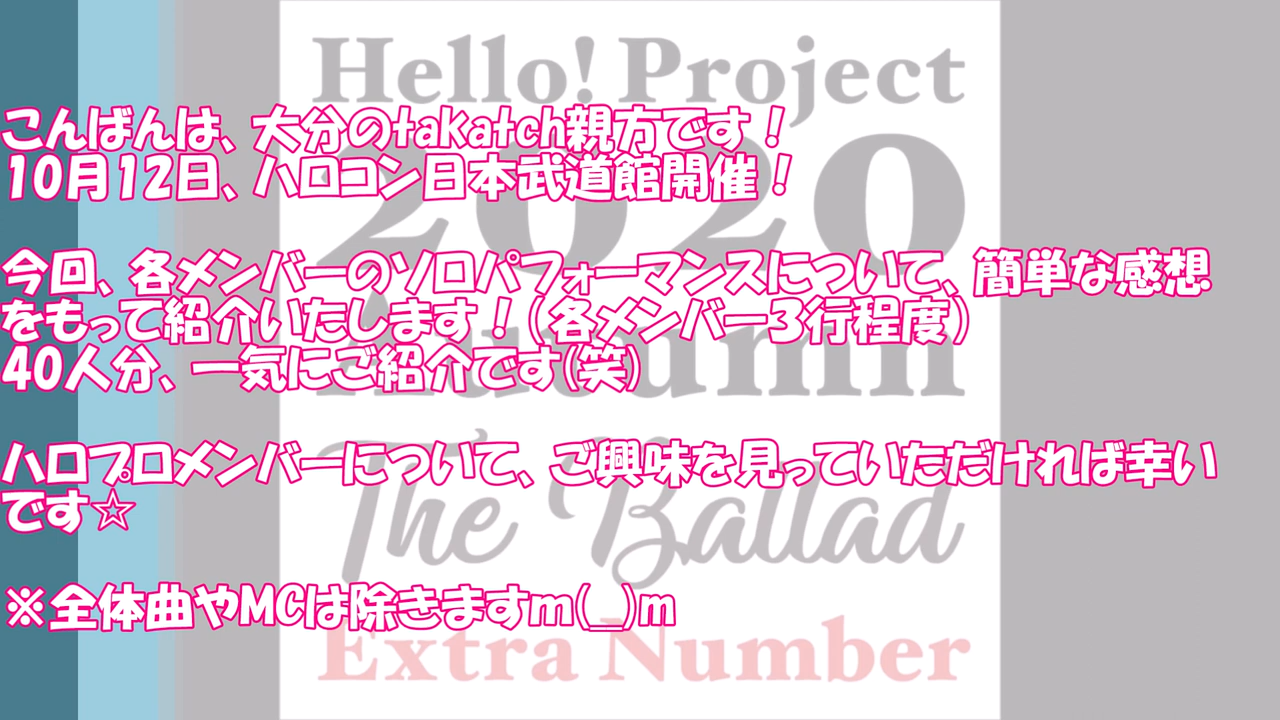 Hello! Project
2020
Autumn
The Ballad
Extra Number
こんばんは、大分のtakatch親方です！
10月12日、ハロコン日本武道館開催！
今回、各メンバーのソロパフォーマンスについて、簡単な感想
をもって紹介いたします！（各メンバー３行程度）
40人分、一気にご紹介です(笑)
ハロプロメンバーについて、ご興味を見っていただければ幸い
です☆
※全体曲やMCは除きますm(__)m